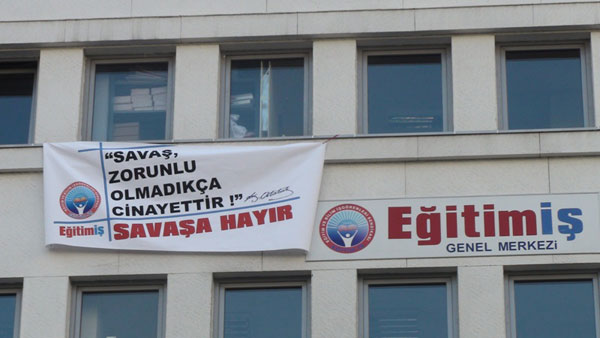 "SAVAŞ,
ZORUNLU
OLMADIKÇA
CİNAYETTİR !"
Eğitimiş
SAVAŞA HAYIR
Eğitimiş
GENEL MERKEZİ